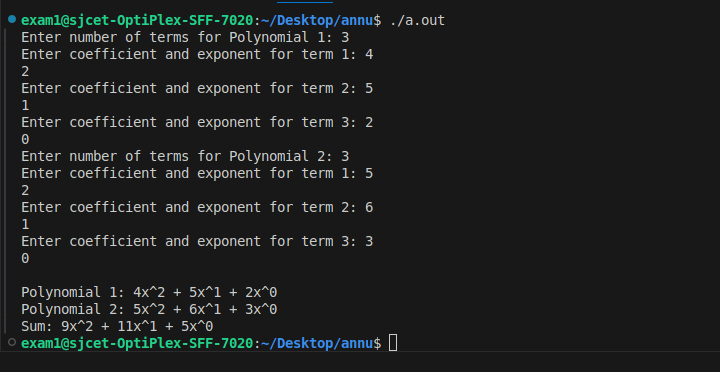 exam1@sjcet-OptiPlex-SFF-7020:~/Desktop/annu$ ./a.out
Enter number of terms for Polynomial 1: 3
Enter coefficient and exponent for term 1: 4
2
Enter coefficient and exponent for term 2: 5
1
Enter coefficient and exponent for term 3: 2
0
Enter number of terms for Polynomial 2: 3
Enter coefficient and exponent for term 1: 5
2
Enter coefficient and exponent for term 2: 6
1
Enter coefficient and exponent for term 3: 3
0

Polynomial 1: 4x^2 + 5x^1 + 2x^0
Polynomial 2: 5x^2 + 6x^1 + 3x^0
Sum: 9x^2 + 11x^1 + 5x^0
exam1@sjcet-OptiPlex-SFF-7020:~/Desktop/annu$